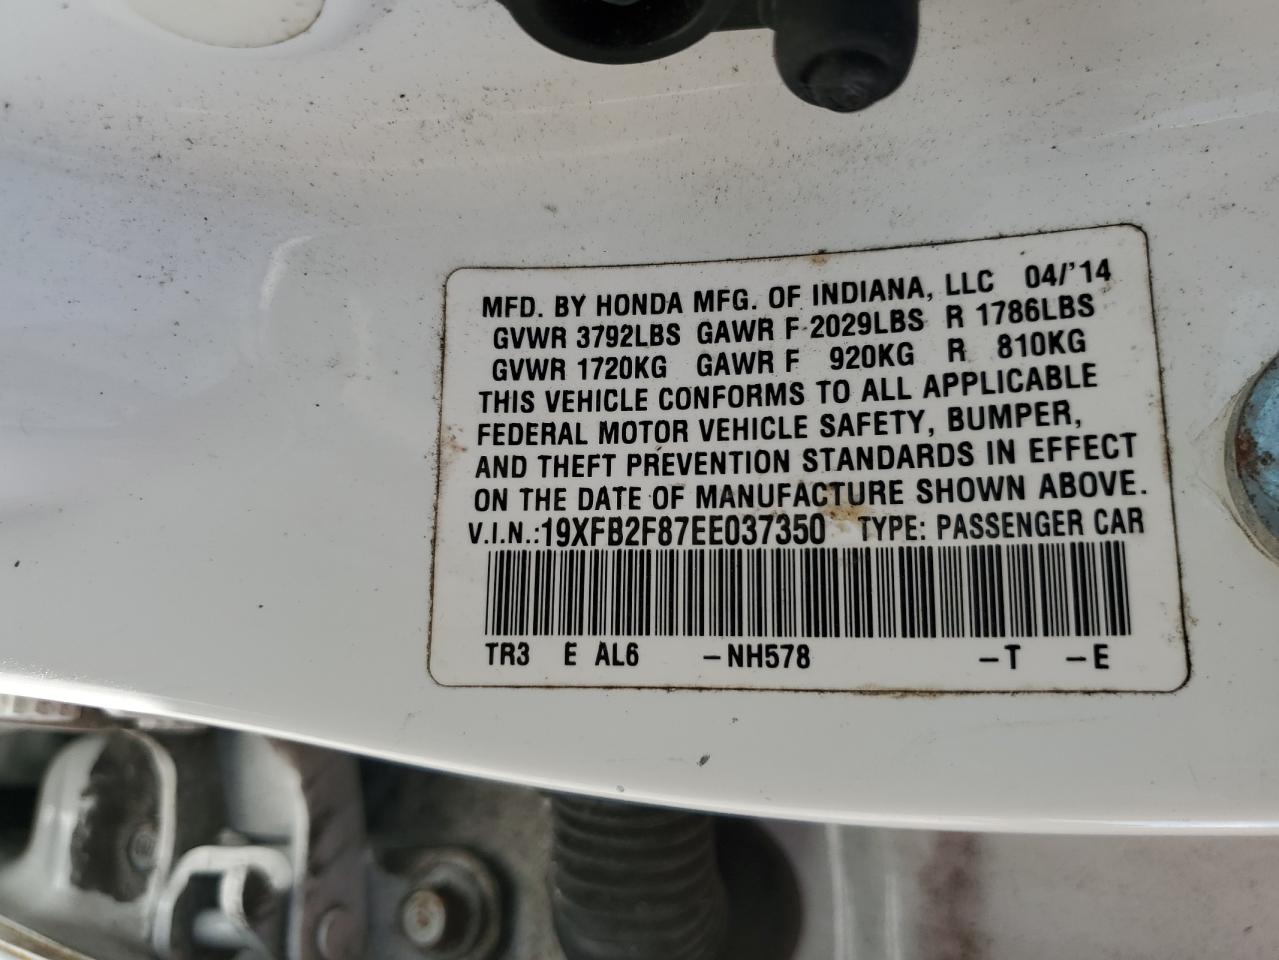 MFD. BY HONDA MFG. OF INDIANA, LLC 04/'14
GVWR 3792LBS GAWR F 2029LBS R 1786LBS
GVWR 1720KG GAWR F 920KG R 810KG
THIS VEHICLE CONFORMS TO ALL APPLICABLE
FEDERAL MOTOR VEHICLE SAFETY, BUMPER,
AND THEFT PREVENTION STANDARDS IN EFFECT
ON THE DATE OF MANUFACTURE SHOWN ABOVE.
V.I.N.:19XFB2F87EE037350 TYPE: PASSENGER CAR
TR3 E AL6 –NH578 –T –E